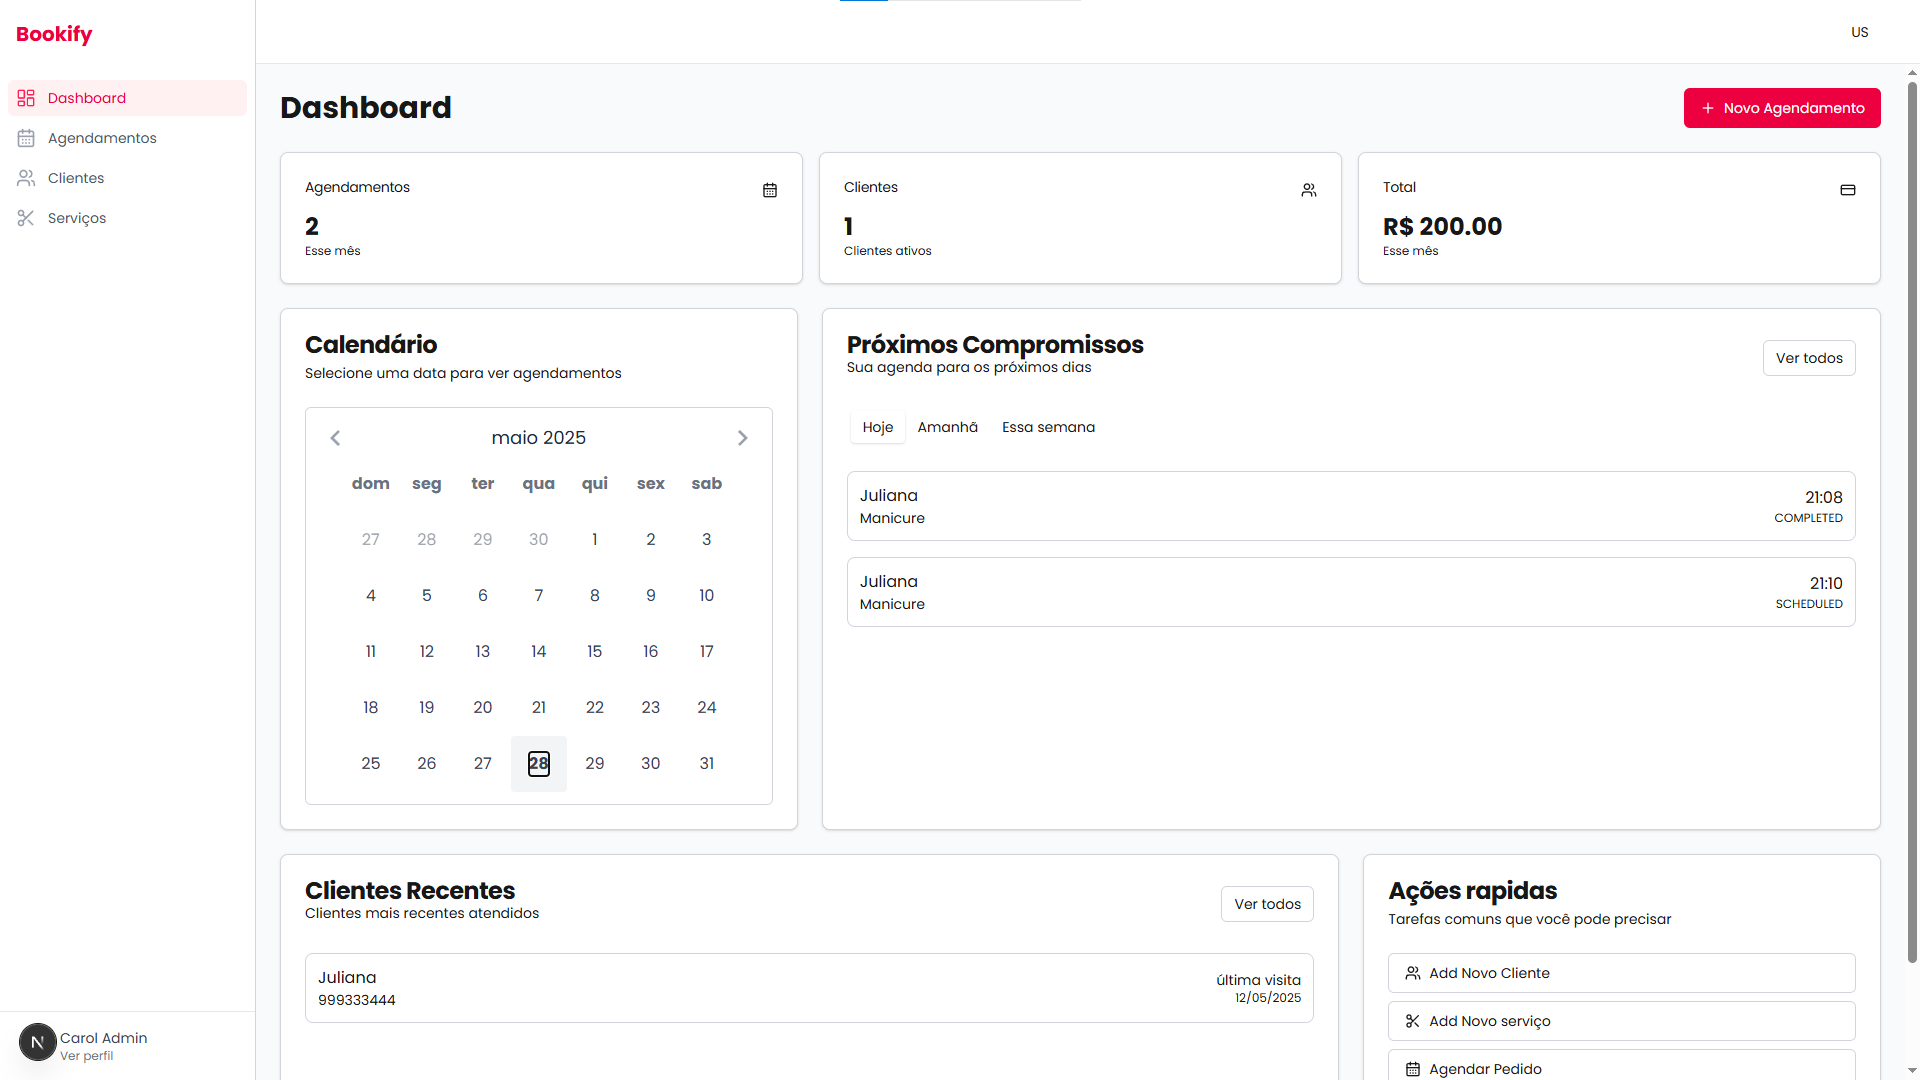 Bookify
US
Dashboard
Agendamentos
Clientes
Serviços
Dashboard
Novo Agendamento
Agendamentos
2
Esse mês
Clientes
1
Clientes ativos
Total
R$ 200.00
Esse mês
Calendário
Selecione uma data para ver agendamentos
maio 2025
dom seg ter qua qui sex sab
27 28 29 30 1 2 3
4 5 6 7 8 9 10
11 12 13 14 15 16 17
18 19 20 21 22 23 24
25 26 27 28 29 30 31
Próximos Compromissos
Sua agenda para os próximos dias
Ver todos
Hoje Amanhã Essa semana
Juliana
Manicure
21:08
COMPLETED
Juliana
Manicure
21:10
SCHEDULED
Clientes Recentes
Clientes mais recentes atendidos
Ver todos
Juliana
999333444
última visita
12/05/2025
Ações rapidas
Tarefas comuns que você pode precisar
Add Novo Cliente
Add Novo serviço
Agendar Pedido
N
Carol Admin
Ver perfil